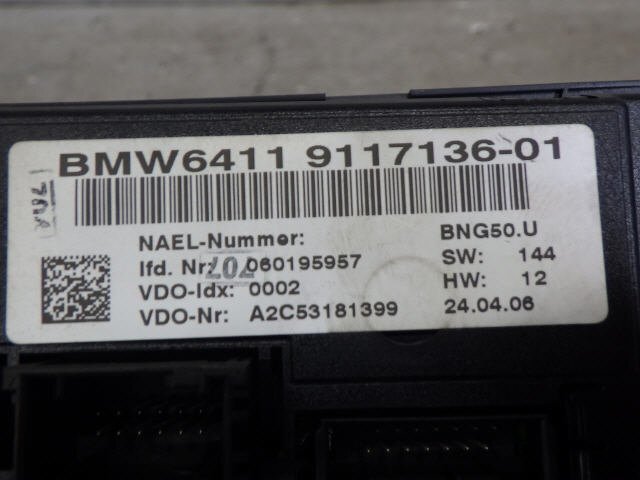 BMW6411 9117136-01
NAEL-Nummer:
BNG50.U
lfd. Nr.: 060195957
SW: 144
707
VDO-Idx: 0002
HW: 12
VDO-Nr: A2C53181399
24.04.06